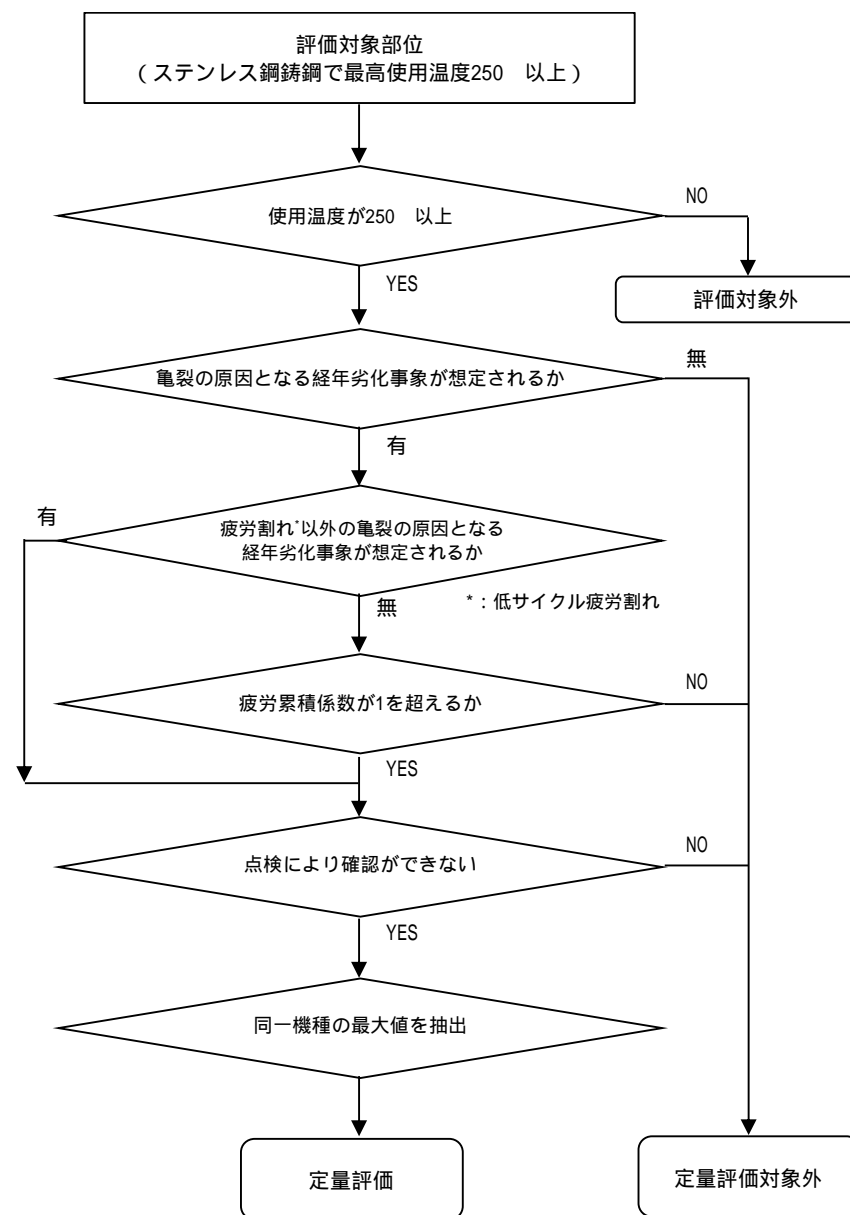 評価対象部位
(ステンレス鋼鋳鋼で最高使用温度250 以上)
使用温度が250 以上
NO
YES
評価対象外
亀裂の原因となる経年劣化事象が想定されるか
無
有
疲労割れ*以外の亀裂の原因となる
経年劣化事象が想定されるか
有
無
*:低サイクル疲労割れ
疲労累積係数が1を超えるか
NO
YES
点検により確認ができない
NO
YES
同一機種の最大値を抽出
定量評価
定量評価対象外